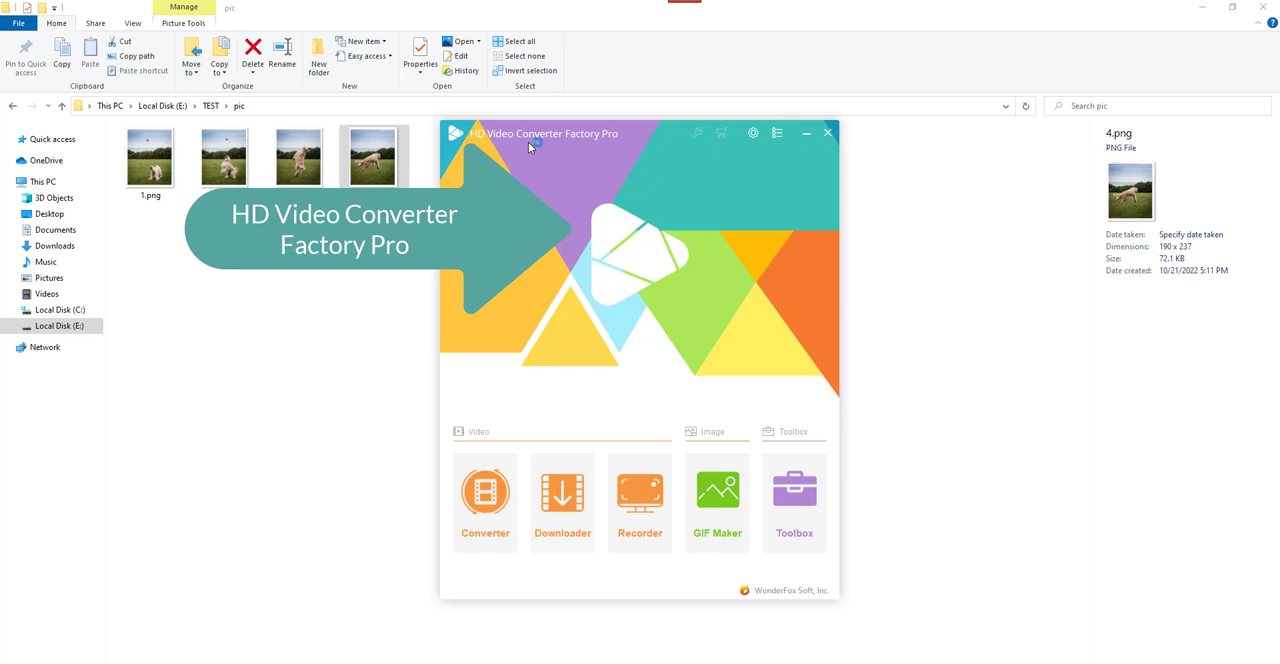 Manage
pic
File
Home
Share
View
Picture Tools
Pin to Quick
access
Copy
Paste
Cut
Copy path
Paste shortcut
Clipboard
Move
to
Copy
to
Delete
Rename
Organize
New
folder
New item
Easy access
New
Properties
Open
Edit
History
Open
Select all
Select none
Invert selection
Select
This PC
Local Disk (E:)
TEST
pic
Search pic
Quick access
OneDrive
This PC
3D Objects
Desktop
Documents
Downloads
Music
Pictures
Videos
Local Disk (C:)
Local Disk (E:)
Network
1.png
HD Video Converter
Factory Pro
HD Video Converter Factory Pro
Video
Image
Toolbox
Converter
Downloader
Recorder
GIF Maker
Toolbox
WonderFox Soft, Inc.
4.png
PNG File
Date taken: Specify date taken
Dimensions: 190 x 237
Size: 72.1 KB
Date created: 10/21/2022 5:11 PM